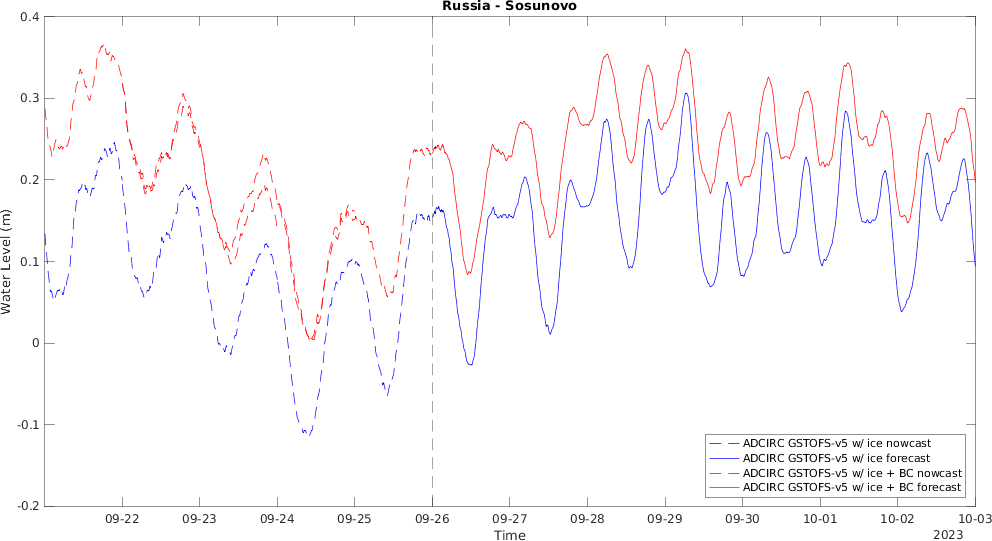 Russia - Sosunovo
Water Level (m)
0.4
0.3
0.2
0.1
0
-0.1
-0.2
09-22
09-23
09-24
09-25
09-26
09-27
09-28
09-29
09-30
10-01
10-02
10-03
Time
2023
ADCIRC GSTOFS-v5 w/ ice nowcast
ADCIRC GSTOFS-v5 w/ ice forecast
ADCIRC GSTOFS-v5 w/ ice + BC nowcast
ADCIRC GSTOFS-v5 w/ ice + BC forecast